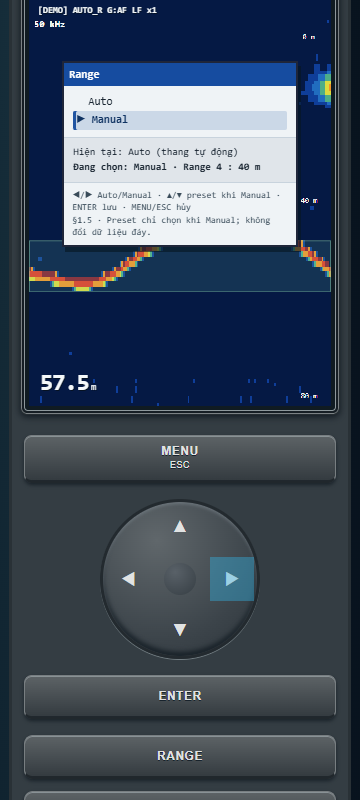 [DEMO] AUTO_R G:AF LF x1
50 kHz
0 m
Range
Auto
▶ Manual
Hiện tại: Auto (thang tự động)
Đang chọn: Manual · Range 4 : 40 m
◀/▶ Auto/Manual · ▲/▼ preset khi Manual ·
ENTER lưu · MENU/ESC hủy
§1.5 · Preset chỉ chọn khi Manual; không
đổi dữ liệu đáy.
40 m
57.5m
80 m
MENU
ESC
▲
◀ ▶
▼
ENTER
RANGE